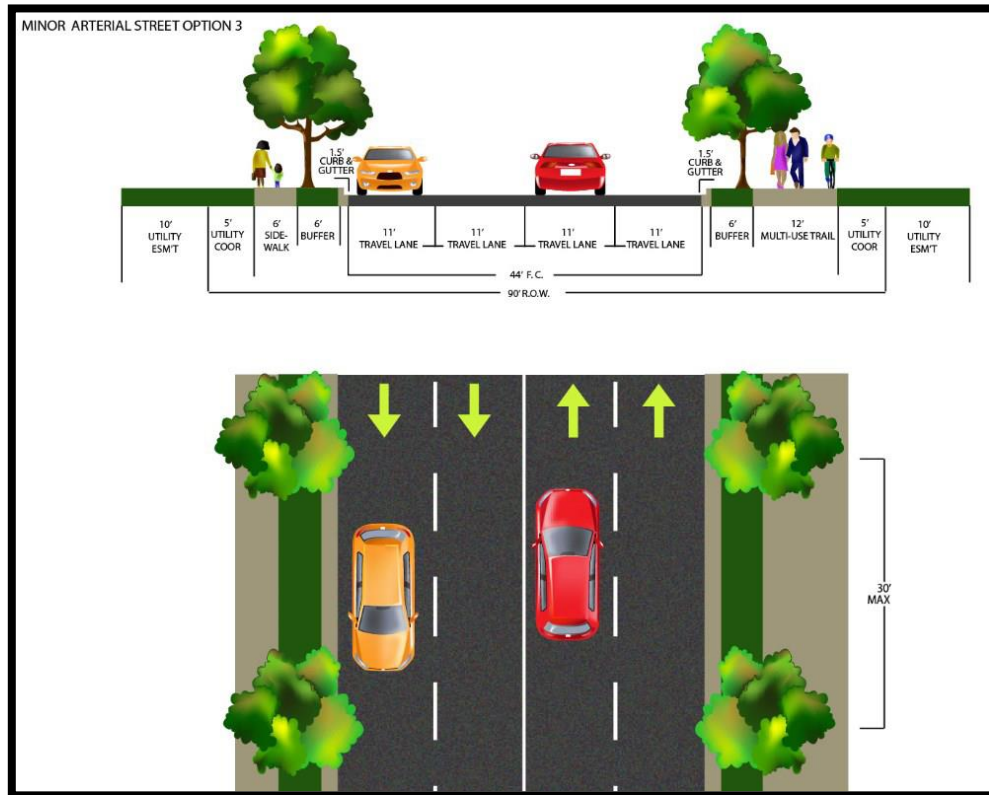 MINOR ARTERIAL STREET OPTION 3
1.5'
CURB &
GUTTER
1.5'
CURB &
GUTTER
10'
UTILITY
ESM'T
5'
UTILITY
COOR
6'
SIDE-
WALK
6'
BUFFER
11'
TRAVEL LANE
11'
TRAVEL LANE
11'
TRAVEL LANE
11'
TRAVEL LANE
6'
BUFFER
12'
MULTI-USE TRAIL
5'
UTILITY
COOR
10'
UTILITY
ESM'T
44' F. C.
90' R.O.W.
30'
MAX